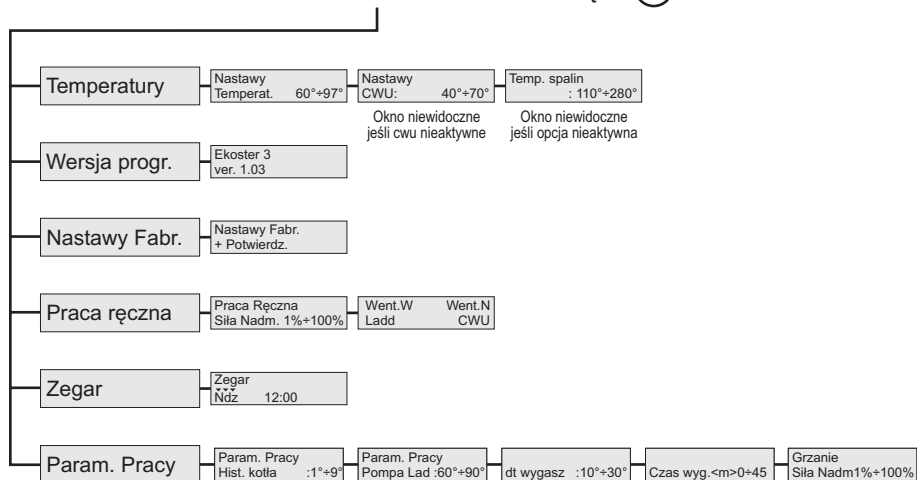 Temperatury
Nastawy
Temperat. 60°÷97°
Nastawy
CWU: 40°÷70°
Temp. spalin
: 110°÷280°
Okno niewidoczne
jeśli cwu nieaktywne
Okno niewidoczne
jeśli opcja nieaktywna
Wersja progr.
Ekoster 3
ver. 1.03
Nastawy Fabr.
Nastawy Fabr.
+ Potwierdz.
Praca ręczna
Praca Ręczna
Siła Nadm. 1%÷100%
Went.W Went.N
Ladd CWU
Zegar
Zegar
Ndz 12:00
Param. Pracy
Param. Pracy
Hist. kotła :1°÷9°
Param. Pracy
Pompa Lad :60°÷90°
dt wygasz :10°÷30°
Czas wyg.<m>0÷45
Grzanie
Siła Nadm1%÷100%